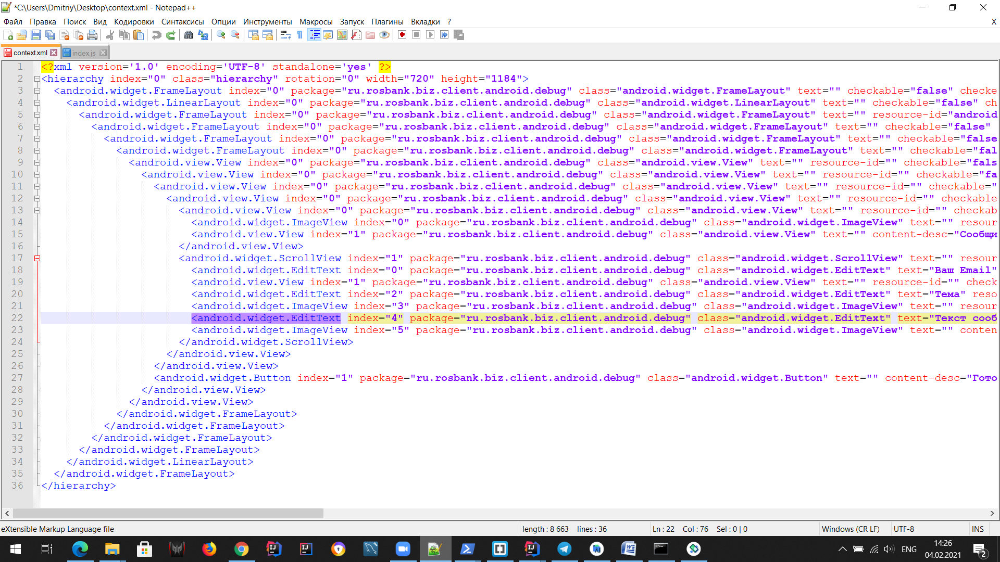 *C:\Users\Dmitriy\Desktop\context.xml - Notepad++
Файл Правка Поиск Вид Кодировки Синтаксисы Опции Инструменты Макросы Запуск Плагины Вкладки ? X
context.xml index.js
1 <?xml version='1.0' encoding='UTF-8' standalone='yes' ?>
2 <hierarchy index="0" class="hierarchy" rotation="0" width="720" height="1184">
3 <android.widget.FrameLayout index="0" package="ru.rosbank.biz.client.android.debug" class="android.widget.FrameLayout" text="" checkable="false" checke
4 <android.widget.LinearLayout index="0" package="ru.rosbank.biz.client.android.debug" class="android.widget.LinearLayout" text="" checkable="false" ch
5 <android.widget.FrameLayout index="0" package="ru.rosbank.biz.client.android.debug" class="android.widget.FrameLayout" text="" resource-id="android
6 <android.widget.FrameLayout index="0" package="ru.rosbank.biz.client.android.debug" class="android.widget.FrameLayout" text="" checkable="false"
7 <android.widget.FrameLayout index="0" package="ru.rosbank.biz.client.android.debug" class="android.widget.FrameLayout" text="" checkable="false
8 <android.widget.FrameLayout index="0" package="ru.rosbank.biz.client.android.debug" class="android.widget.FrameLayout" text="" checkable="fal
9 <android.view.View index="0" package="ru.rosbank.biz.client.android.debug" class="android.view.View" text="" resource-id="" checkable="fals
10 <android.view.View index="0" package="ru.rosbank.biz.client.android.debug" class="android.view.View" text="" resource-id="" checkable="fa
11 <android.view.View index="0" package="ru.rosbank.biz.client.android.debug" class="android.view.View" text="" resource-id="" checkable="
12 <android.view.View index="0" package="ru.rosbank.biz.client.android.debug" class="android.view.View" text="" resource-id="" checkable
13 <android.view.View index="0" package="ru.rosbank.biz.client.android.debug" class="android.view.View" text="" resource-id="" checkab
14 <android.widget.ImageView index="0" package="ru.rosbank.biz.client.android.debug" class="android.widget.ImageView" text="" resour
15 <android.view.View index="1" package="ru.rosbank.biz.client.android.debug" class="android.view.View" text="" content-desc="Сообщи
16 </android.view.View>
17 <android.widget.ScrollView index="1" package="ru.rosbank.biz.client.android.debug" class="android.widget.ScrollView" text="" resour
18 <android.widget.EditText index="0" package="ru.rosbank.biz.client.android.debug" class="android.widget.EditText" text="Ваш Email"
19 <android.view.View index="1" package="ru.rosbank.biz.client.android.debug" class="android.view.View" text="" resource-id="" check
20 <android.widget.EditText index="2" package="ru.rosbank.biz.client.android.debug" class="android.widget.EditText" text="Тема" reso
21 <android.widget.ImageView index="3" package="ru.rosbank.biz.client.android.debug" class="android.widget.ImageView" text="" resour
22 <android.widget.EditText index="4" package="ru.rosbank.biz.client.android.debug" class="android.widget.EditText" text="Текст сооб
23 <android.widget.ImageView index="5" package="ru.rosbank.biz.client.android.debug" class="android.widget.ImageView" text="" conten
24 </android.widget.ScrollView>
25 </android.view.View>
26 </android.view.View>
27 <android.widget.Button index="1" package="ru.rosbank.biz.client.android.debug" class="android.widget.Button" text="" content-desc="Гото
28 </android.view.View>
29 </android.view.View>
30 </android.widget.FrameLayout>
31 </android.widget.FrameLayout>
32 </android.widget.FrameLayout>
33 </android.widget.FrameLayout>
34 </android.widget.LinearLayout>
35 </android.widget.FrameLayout>
36 </hierarchy>
eXtensible Markup Language file length : 8 663 lines : 36 Ln : 22 Col : 76 Sel : 0 | 0 Windows (CR LF) UTF-8 INS
ENG
14:26
04.02.2021
2